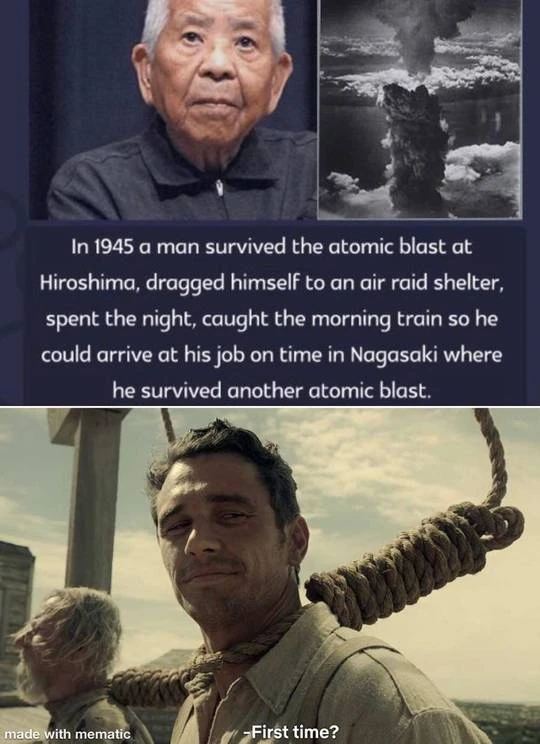 In 1945 a man survived the atomic blast at
Hiroshima, dragged himself to an air raid shelter,
spent the night, caught the morning train so he
could arrive at his job on time in Nagasaki where
he survived another atomic blast.
-First time?
made with mematic